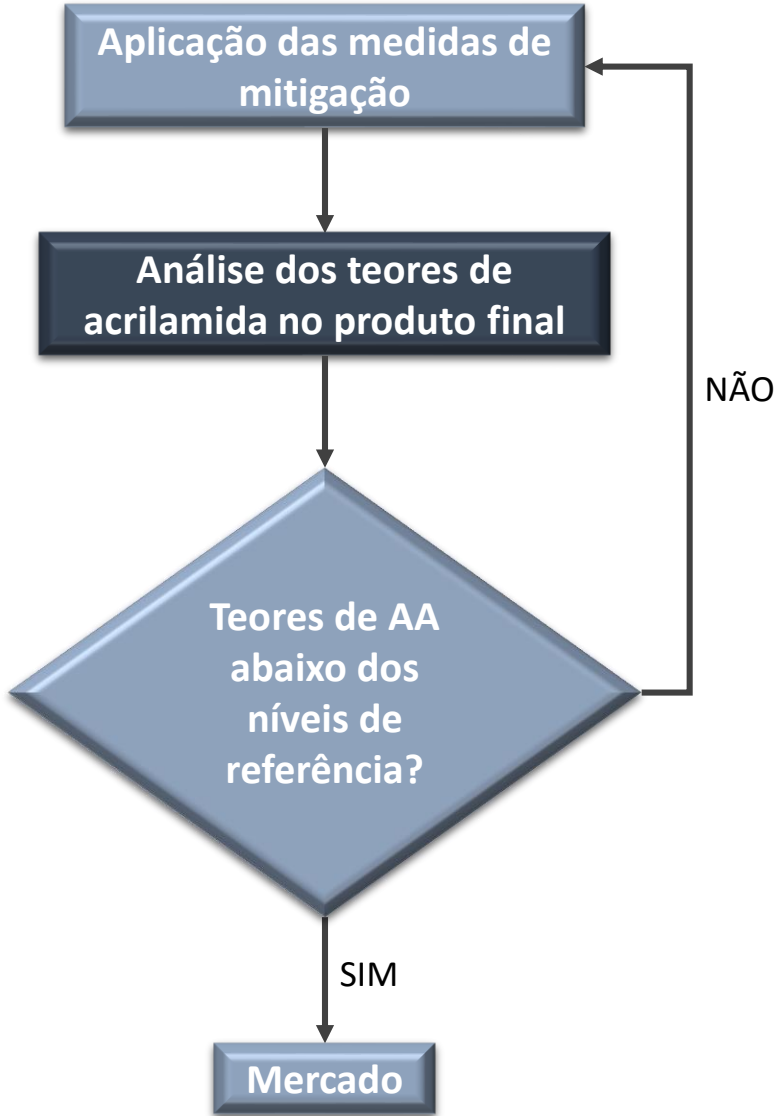 Aplicação das medidas de
mitigação
Análise dos teores de
acrilamida no produto final
NÃO
Teores de AA
abaixo dos
níveis de
referência?
SIM
Mercado